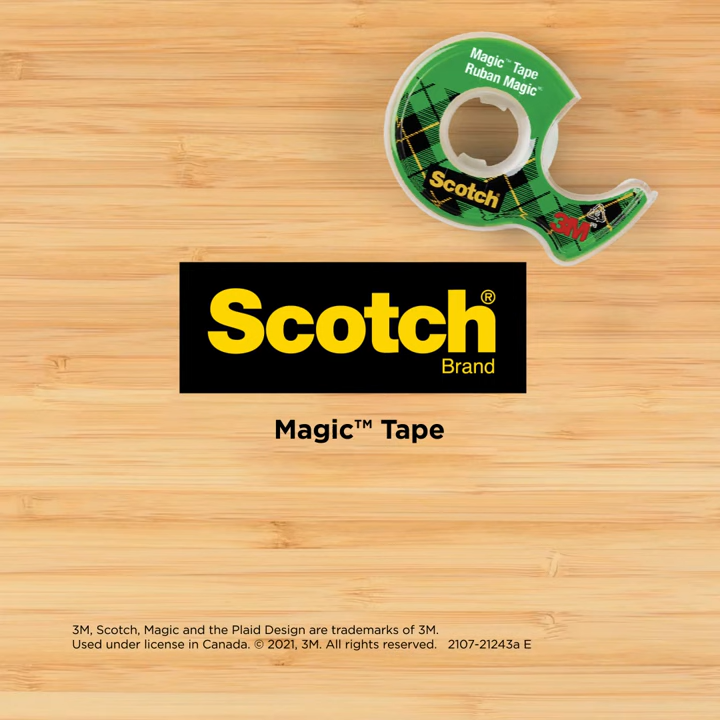 Magic™ Tape
Ruban Magic™
Scotch®
3M
Scotch®
Brand
Magic™ Tape
3M, Scotch, Magic and the Plaid Design are trademarks of 3M.
Used under license in Canada. © 2021, 3M. All rights reserved. 2107-21243a E